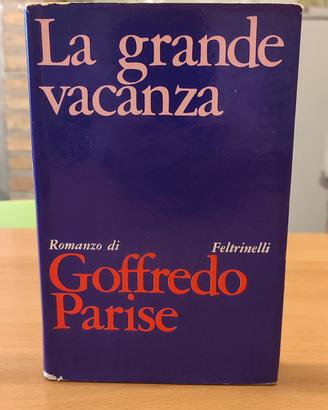 La grande
vacanza
Romanzo di Feltrinelli
Goffredo
Parise